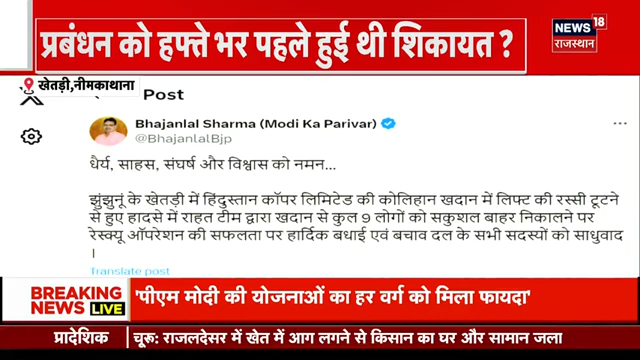 प्रबंधन को हफ्ते भर पहले हुई थी शिकायत ?
NEWS 18
राजस्थान
खेतड़ी,नीमकाथाना
Post
Bhajanlal Sharma (Modi Ka Parivar)
@BhajanlalBjp
धैर्य, साहस, संघर्ष और विश्वास को नमन...
झुंझुनूं के खेतड़ी में हिंदुस्तान कॉपर लिमिटेड की कोलिहान खदान में लिफ्ट की रस्सी टूटने
से हुए हादसे में राहत टीम द्वारा खदान से कुल 9 लोगों को सकुशल बाहर निकालने पर
रेस्क्यू ऑपरेशन की सफलता पर हार्दिक बधाई एवं बचाव दल के सभी सदस्यों को साधुवाद
।
Translate post
BREAKING
NEWS LIVE
'पीएम मोदी की योजनाओं का हर वर्ग को मिला फायदा'
प्रादेशिक
चूरू: राजलदेसर में खेत में आग लगने से किसान का घर और सामान जला